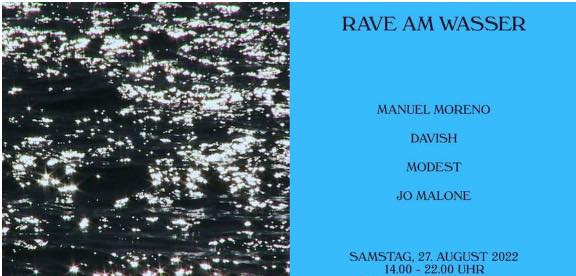 RAVE AM WASSER
MANUEL MORENO
DAVISH
MODEST
JO MALONE
SAMSTAG, 27. AUGUST 2022
14.00 - 22.00 UHR